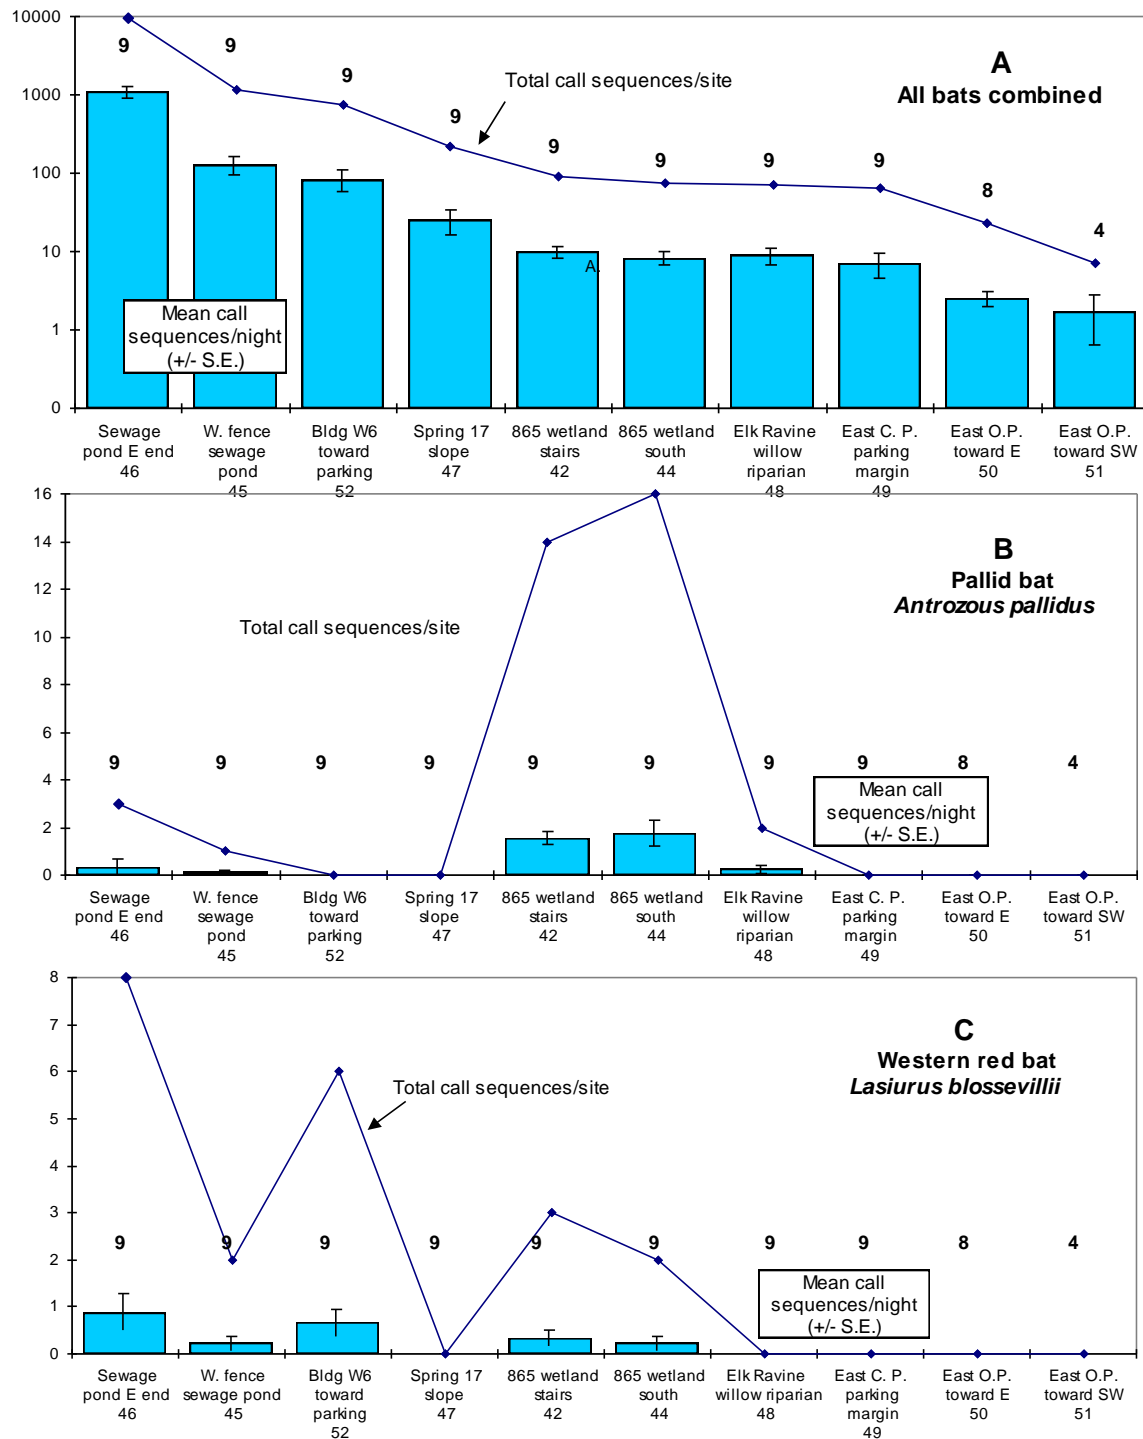 10000
1000
100
10
1
0
9 9 9 9 9 9 9 9 8 4
Total call sequences/site
A
All bats combined
A.
Mean call
sequences/night
(+/- S.E.)
Sewage
pond E end
46
W. fence
sewage
pond
45
Bldg W6
toward
parking
52
Spring 17
slope
47
865 wetland
stairs
42
865 wetland
south
44
Elk Ravine
willow
riparian
48
East C. P.
parking
margin
49
East O.P.
toward E
50
East O.P.
toward SW
51
16
14
12
10
8
6
4
2
0
B
Pallid bat
Antrozous pallidus
Total call sequences/site
9 9 9 9 9 9 9 9 8 4
Mean call
sequences/night
(+/- S.E.)
Sewage
pond E end
46
W. fence
sewage
pond
45
Bldg W6
toward
parking
52
Spring 17
slope
47
865 wetland
stairs
42
865 wetland
south
44
Elk Ravine
willow
riparian
48
East C. P.
parking
margin
49
East O.P.
toward E
50
East O.P.
toward SW
51
8
7
6
5
4
3
2
1
0
C
Western red bat
Lasiurus blossevillii
Total call sequences/site
9 9 9 9 9 9 9 9 8 4
Mean call
sequences/night
(+/- S.E.)
Sewage
pond E end
46
W. fence
sewage pond
45
Bldg W6
toward
parking
52
Spring 17
slope
47
865 wetland
stairs
42
865 wetland
south
44
Elk Ravine
willow riparian
48
East C. P.
parking
margin
49
East O.P.
toward E
50
East O.P.
toward SW
51